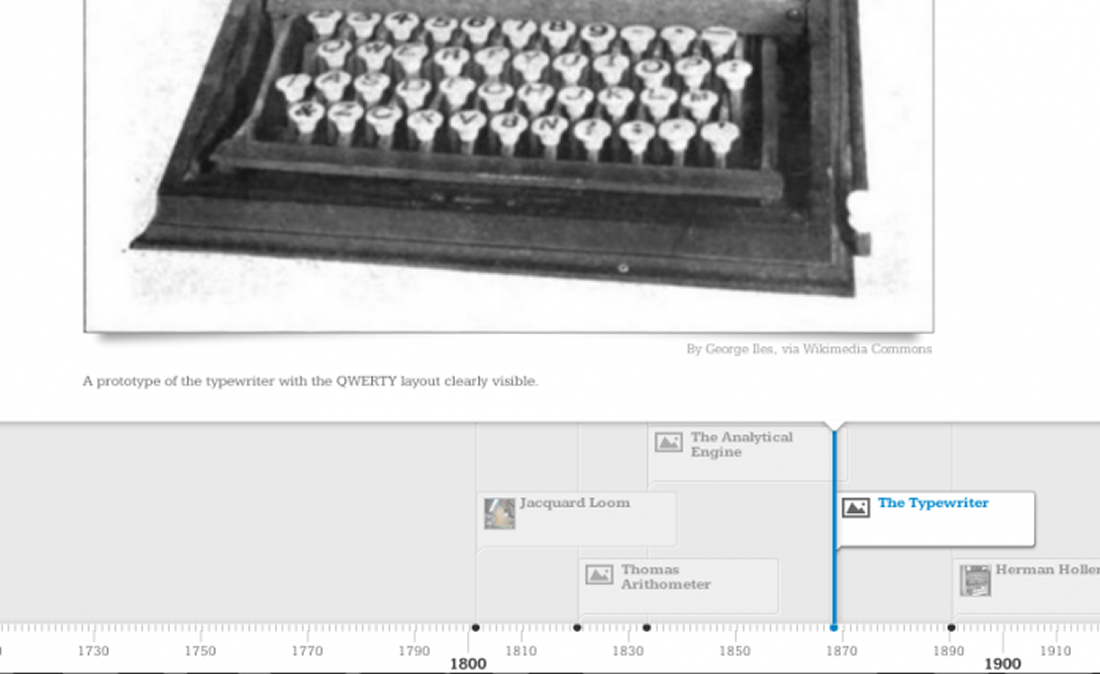 By George Iles, via Wikimedia Commons
A prototype of the typewriter with the QWERTY layout clearly visible.
The Analytical
Engine
Jacquard Loom
The Typewriter
Thomas
Arithometer
Herman Holler
1730 1750 1770 1790 1810 1830 1850 1870 1890 1910
1800 1900